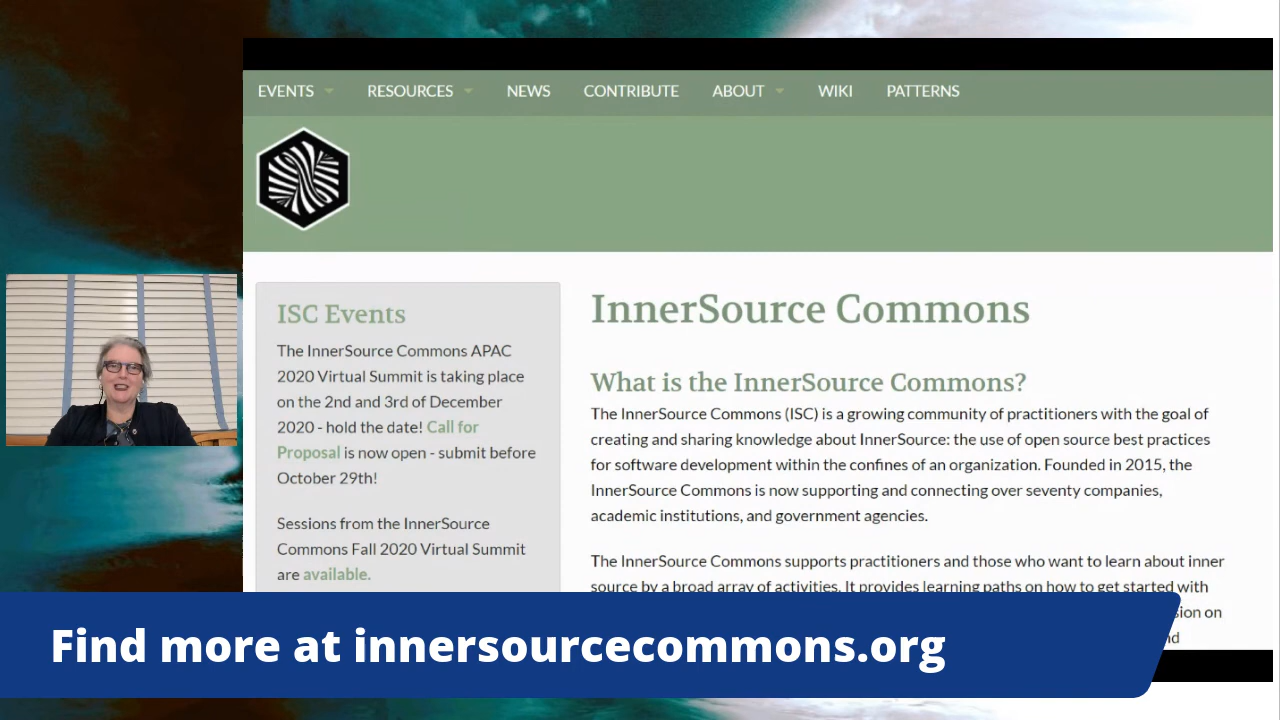 EVENTS RESOURCES NEWS CONTRIBUTE ABOUT WIKI PATTERNS
ISC Events
The InnerSource Commons APAC
2020 Virtual Summit is taking place
on the 2nd and 3rd of December
2020 - hold the date! Call for
Proposal is now open - submit before
October 29th!
Sessions from the InnerSource
Commons Fall 2020 Virtual Summit
are available.
InnerSource Commons
What is the InnerSource Commons?
The InnerSource Commons (ISC) is a growing community of practitioners with the goal of
creating and sharing knowledge about InnerSource: the use of open source best practices
for software development within the confines of an organization. Founded in 2015, the
InnerSource Commons is now supporting and connecting over seventy companies,
academic institutions, and government agencies.
The InnerSource Commons supports practitioners and those who want to learn about inner
source by a broad array of activities. It provides learning paths on how to get started with
on
Find more at innersourcecommons.org